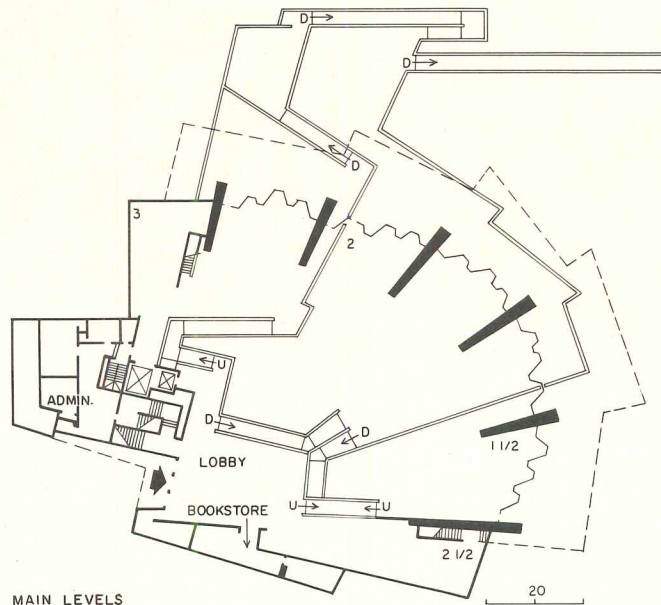 D
D
D
3
2
U
ADMIN.
D
D
1 1/2
LOBBY
BOOKSTORE
U
U
2 1/2
MAIN LEVELS
20